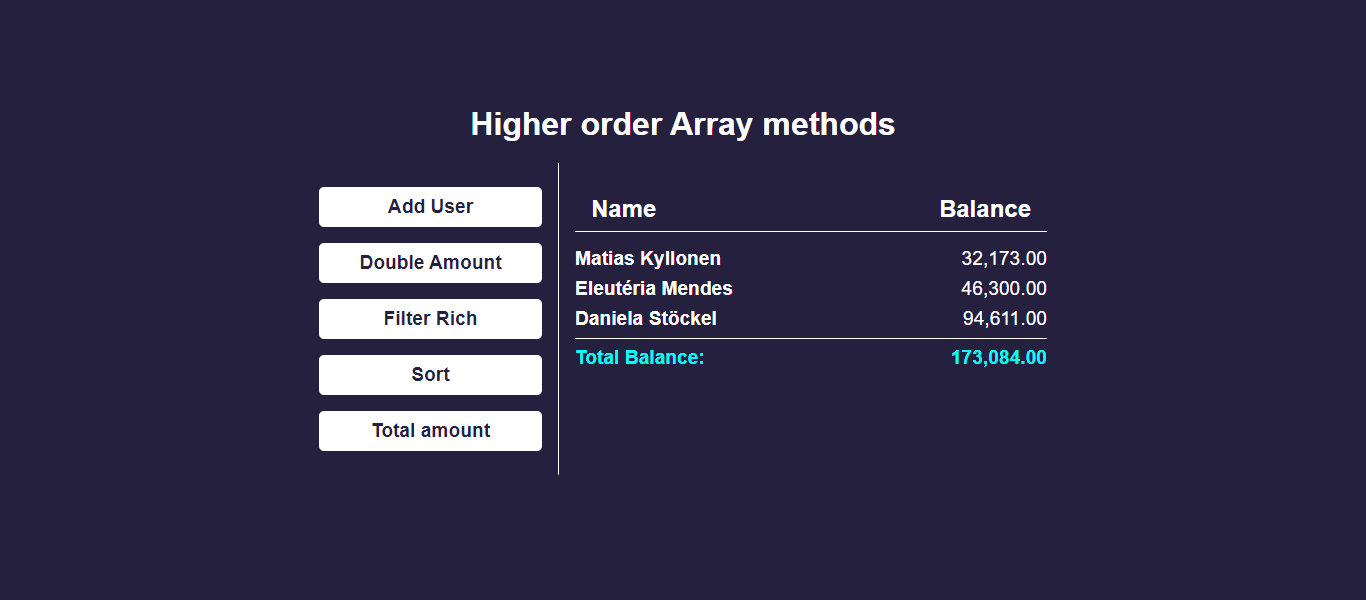 Higher order Array methods
Add User
Double Amount
Filter Rich
Sort
Total amount
Name Balance
Matias Kyllonen 32,173.00
Eleutéria Mendes 46,300.00
Daniela Stöckel 94,611.00
Total Balance: 173,084.00